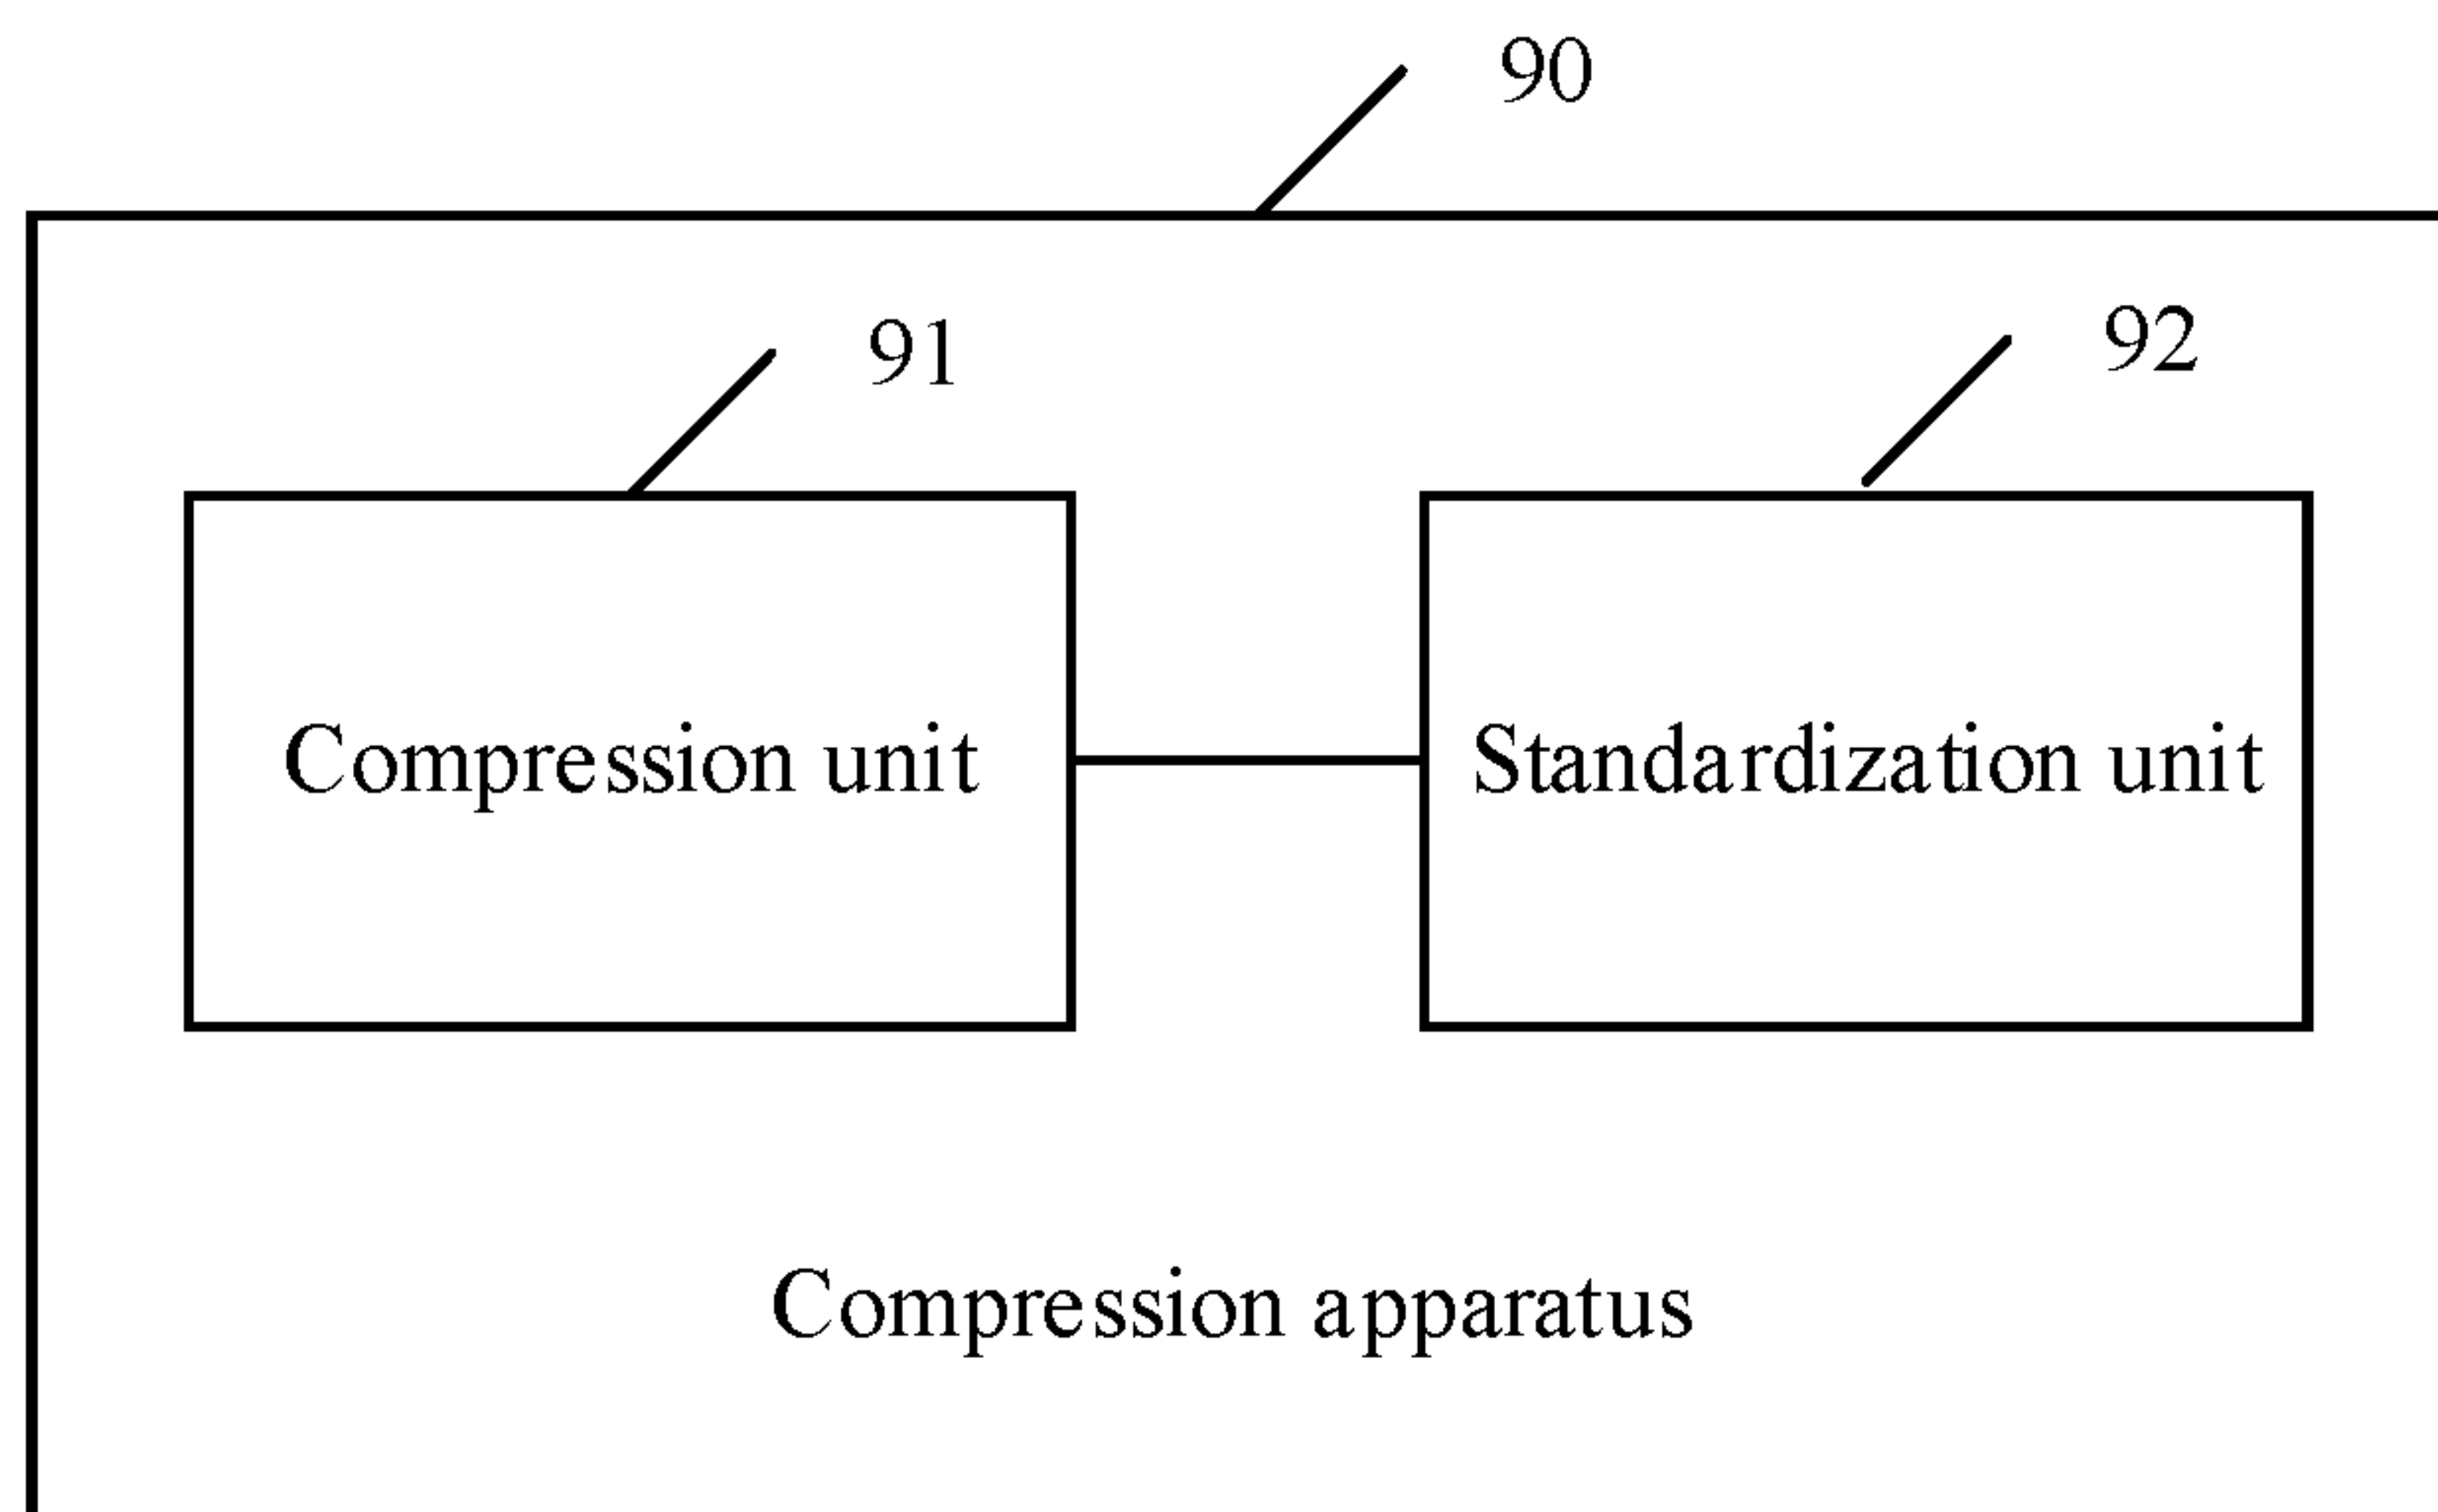 90
91
92
Compression unit
Standardization unit
Compression apparatus